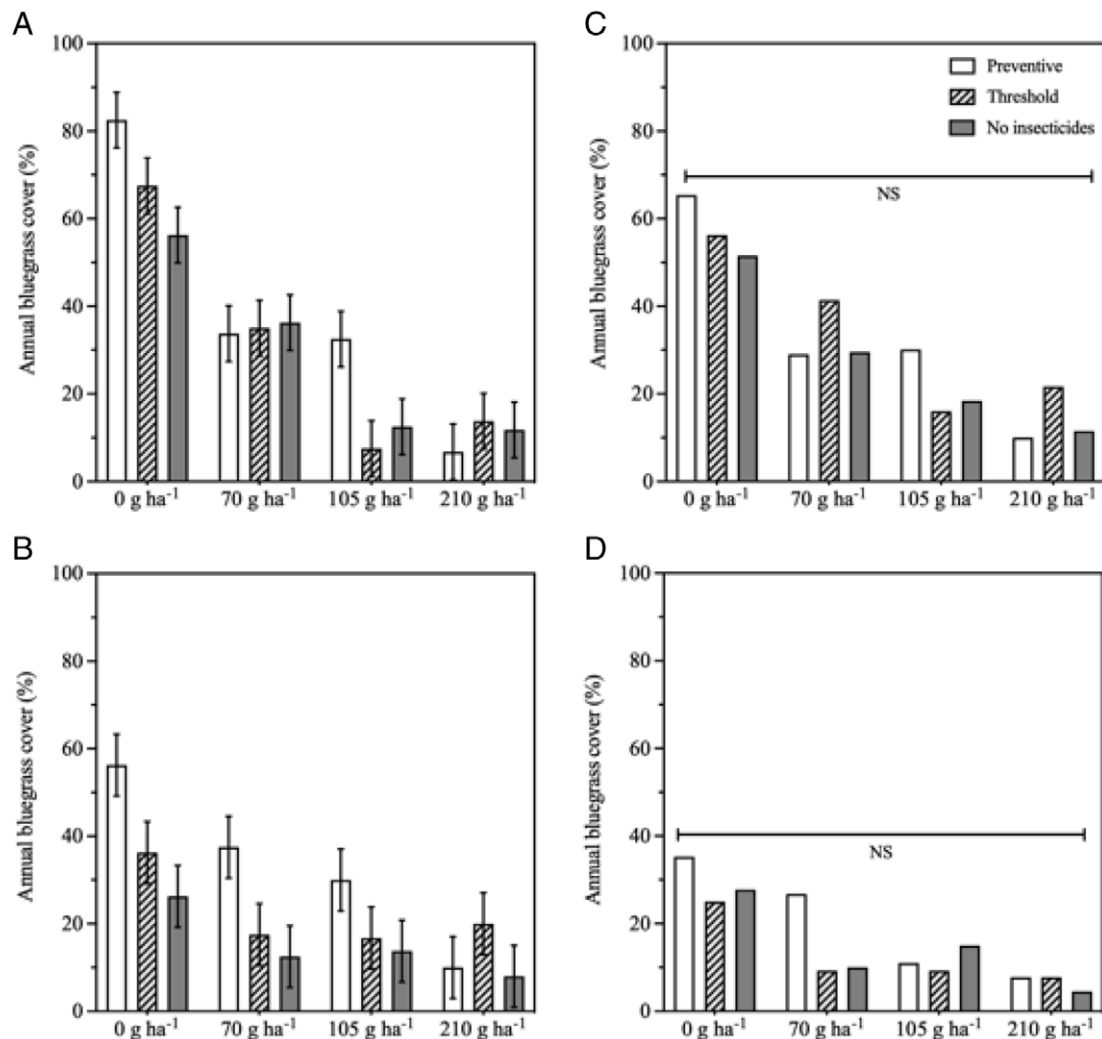 A
Annual bluegrass cover (%)
100
80
60
40
20
0
0 g ha⁻¹ 70 g ha⁻¹ 105 g ha⁻¹ 210 g ha⁻¹
C
Annual bluegrass cover (%)
100
80
60
40
20
0
Preventive
Threshold
No insecticides
NS
0 g ha⁻¹ 70 g ha⁻¹ 105 g ha⁻¹ 210 g ha⁻¹
B
Annual bluegrass cover (%)
100
80
60
40
20
0
0 g ha⁻¹ 70 g ha⁻¹ 105 g ha⁻¹ 210 g ha⁻¹
D
Annual bluegrass cover (%)
100
80
60
40
20
0
NS
0 g ha⁻¹ 70 g ha⁻¹ 105 g ha⁻¹ 210 g ha⁻¹